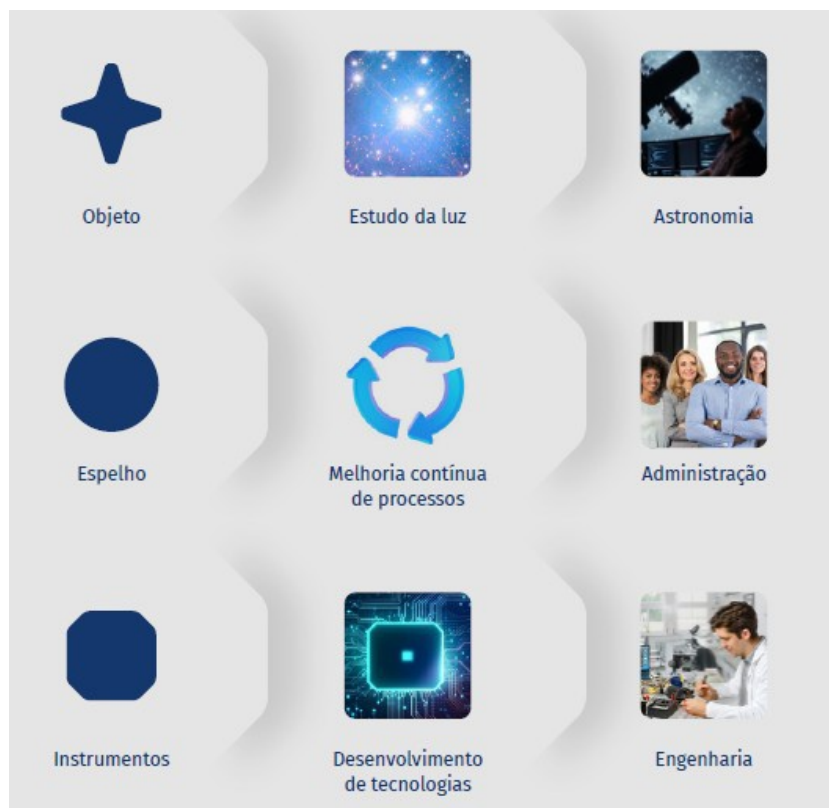 Objeto
Estudo da luz
Astronomia
Espelho
Melhoria contínua
de processos
Administração
Instrumentos
Desenvolvimento
de tecnologias
Engenharia